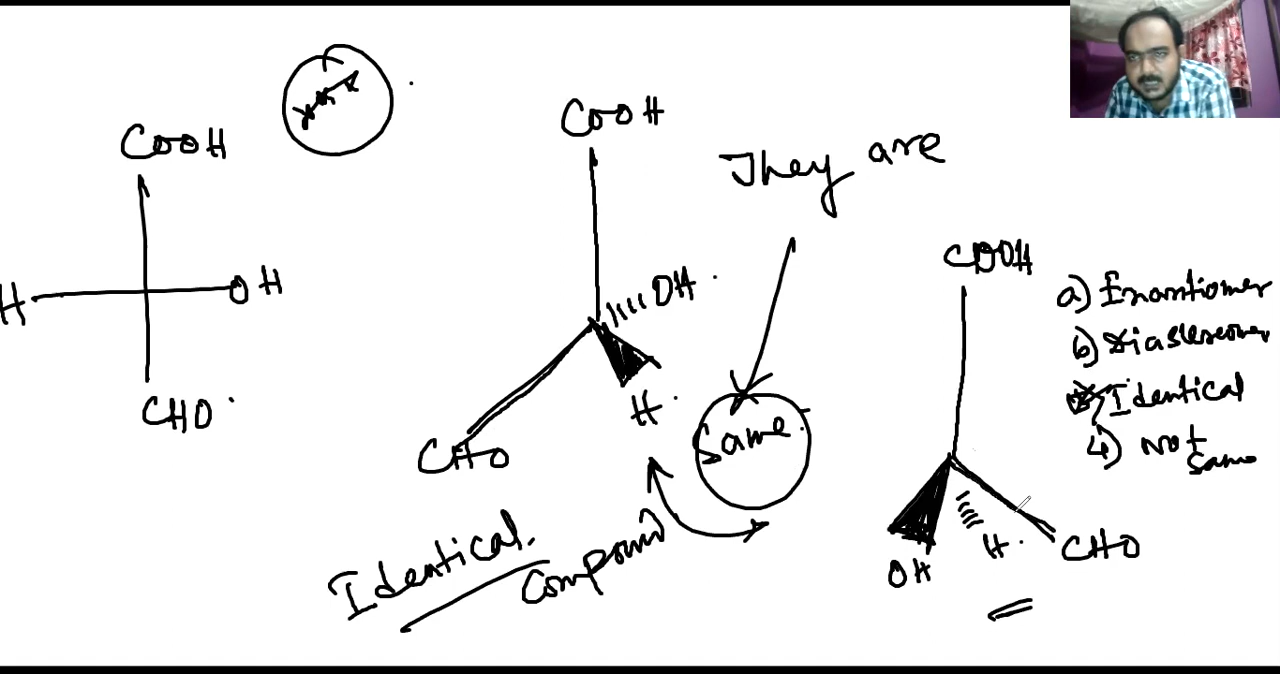 COOH
H
OH
CHO
COOH
OH
H
CHO
They are
Same
Identical
Compound
COOH
OH
H
CHO
a) Enantiomer
b) Diastereomer
Identical
4) Not
Same